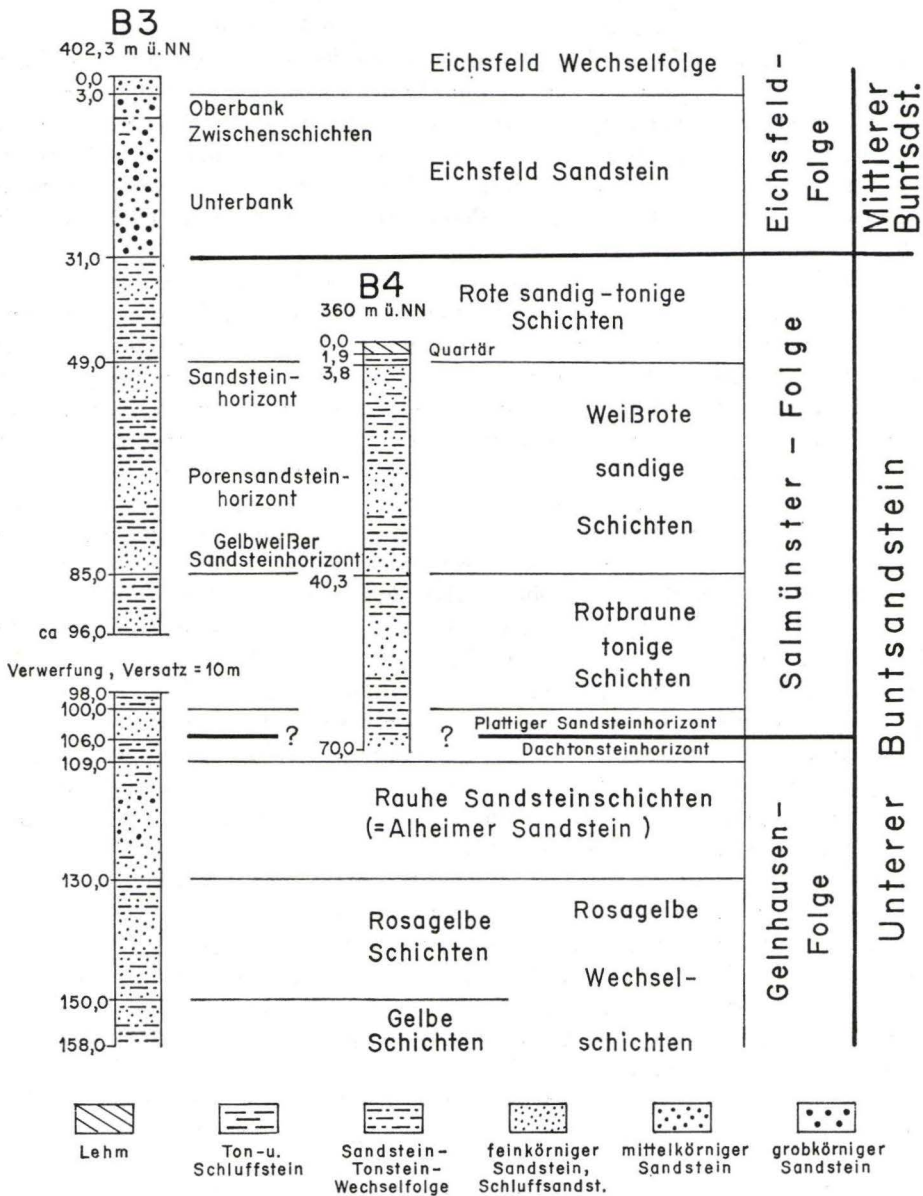 B3
402,3 m ü.NN
0,0
3,0
31,0
49,0
85,0
ca 96,0
Verwerfung, Versatz = 10m
98,0
100,0
106,0
109,0
130,0
150,0
158,0
Oberbank
Zwischenschichten
Unterbank
Sandstein-
horizont
Porensandstein-
horizont
Gelbweißer
Sandsteinhorizont
?
B4
360 m ü.NN
0,0
1,9
3,8
40,3
70,0
Quartär
?
Eichsfeld Wechselfolge
Eichsfeld Sandstein
Rote sandig-tonige
Schichten
Weißrote
sandige
Schichten
Rotbraune
tonige
Schichten
Plattiger Sandsteinhorizont
Dachtonsteinhorizont
Rauhe Sandsteinschichten
(=Alheimer Sandstein )
Rosagelbe
Schichten
Gelbe
Schichten
Rosagelbe
Wechsel-
schichten
Eichsfeld-
Folge
Salmünster-Folge
Gelnhausen-
Folge
Mittlerer
Buntsdst.
Unterer Buntsandstein
Lehm
Ton-u.
Schluffstein
Sandstein-
Tonstein-
Wechselfolge
feinkörniger
Sandstein,
Schluffsandst.
mittelkörniger
Sandstein
grobkörniger
Sandstein